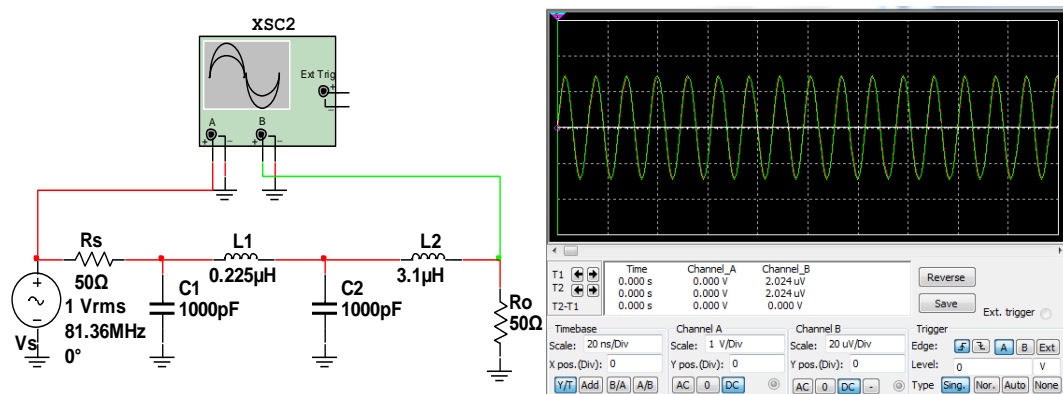 XSC2
Ext Trig
+
−
A
B
+ − + −
Rs
50Ω
L1
0.225µH
L2
3.1µH
+
1 Vrms
81.36MHz
0°
Vs
C1
1000pF
C2
1000pF
Ro
50Ω
Time Channel_A Channel_B
T1 0.000 s 0.000 V 2.024 uV
T2 0.000 s 0.000 V 2.024 uV
T2-T1 0.000 s 0.000 V 0.000 V
Reverse
Save
Ext. trigger
Timebase
Scale: 20 ns/Div
X pos.(Div): 0
Y/T Add B/A A/B
Channel A
Scale: 1 V/Div
Y pos.(Div): 0
AC 0 DC
Channel B
Scale: 20 uV/Div
Y pos.(Div): 0
AC 0 DC -
Trigger
Edge: A B Ext
Level: 0 V
Type Sing. Nor. Auto None